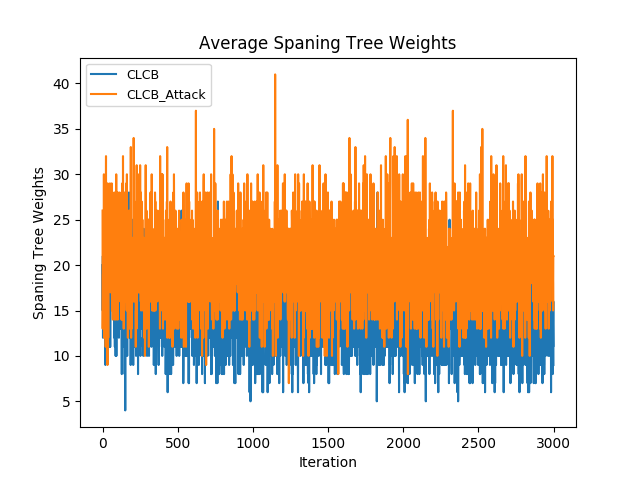 Average Spaning Tree Weights
CLCB
CLCB_Attack
Spaning Tree Weights
40
35
30
25
20
15
10
5
0 500 1000 1500 2000 2500 3000
Iteration